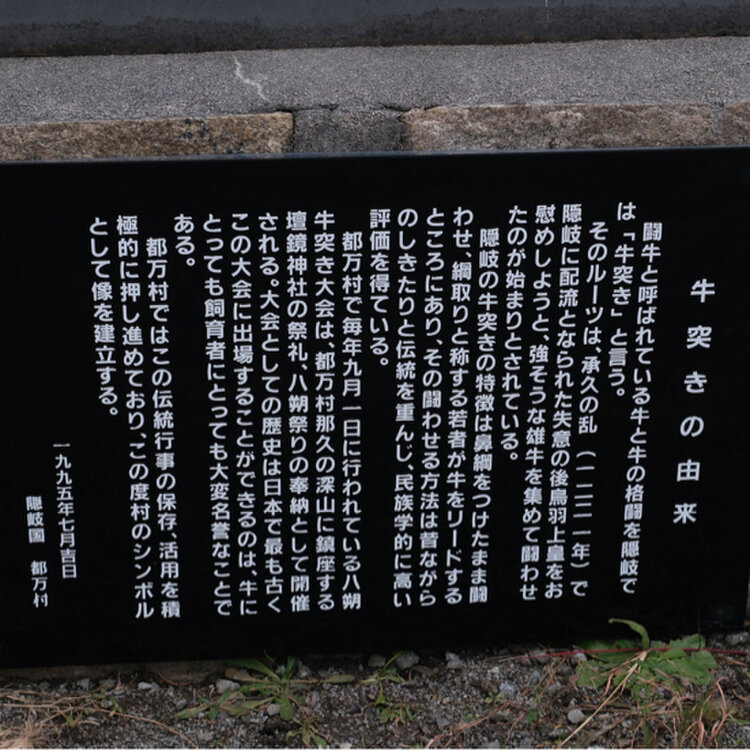 牛突きの由来
闘牛と呼ばれている牛と牛の格闘を隠岐で
は「牛突き」と言う。
そのルーツは、承久の乱（一二二一年）で
隠岐に配流となられた失意の後鳥羽上皇をお
慰めしようと、強そうな雄牛を集めて闘わせ
たのが始まりとされている。
隠岐の牛突きの特徴は鼻綱をつけたまま闘
わせ、綱取りと称する若者が牛をリードする
ところにあり、その闘わせる方法は昔ながら
のしきたりと伝統を重んじ、民族学的に高い
評価を得ている。
都万村で毎年九月一日に行われている八朔
牛突き大会は、都万村那久の深山に鎮座する
壇鏡神社の祭礼、八朔祭りの奉納として開催
される。大会としての歴史は日本で最も古く
この大会に出場することができるのは、牛に
とっても飼育者にとっても大変名誉なことで
ある。
都万村ではこの伝統行事の保存、活用を積
極的に押し進めており、この度村のシンボル
として像を建立する。
一九九五年七月吉日
隠岐國 都万村